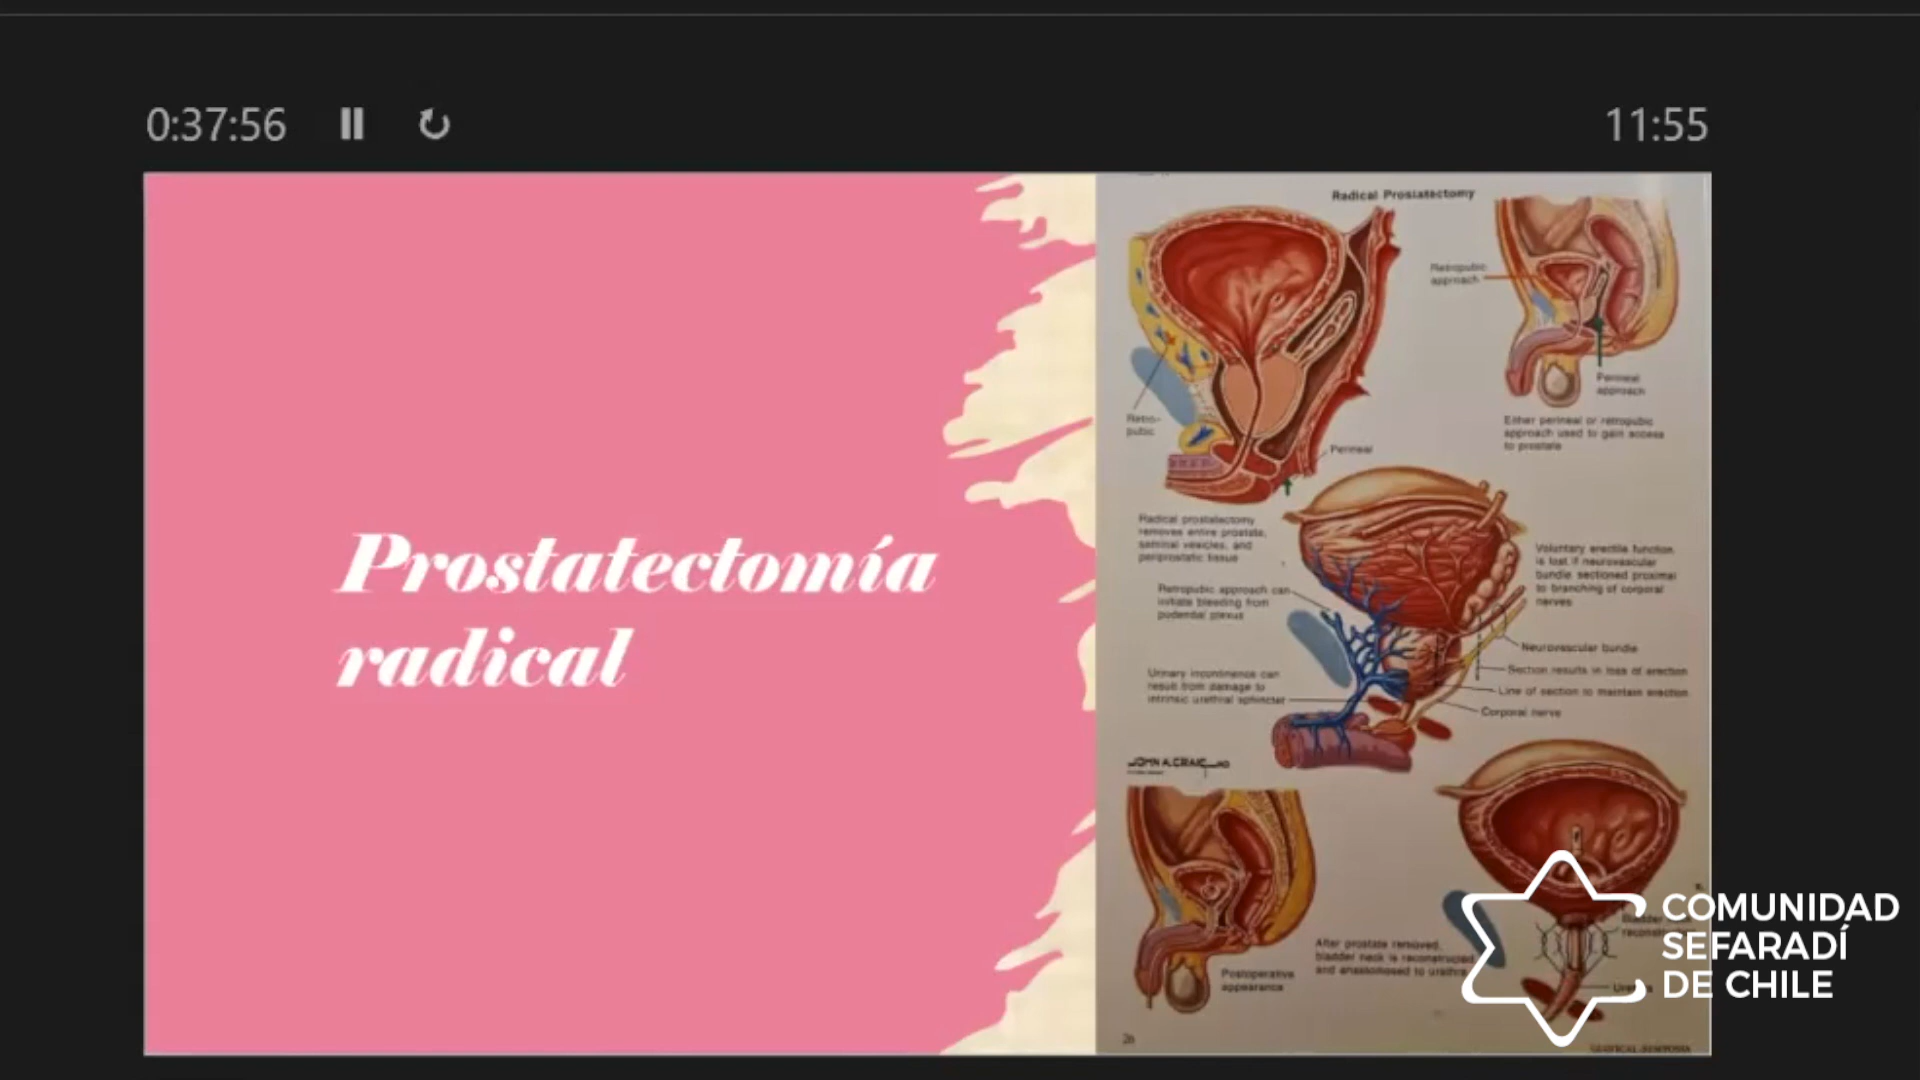 0:37:56
11:55
Prostatectomía
radical
Radical Prostatectomy
Retropubic
approach
Perineal
approach
Either perineal or retropubic
approach used to gain access
to prostate
Retro-
pubic
Perineal
Radical prostatectomy
removes entire prostate,
seminal vesicles, and
periprostatic tissue
Retropubic approach can
initiate bleeding from
pudendal plexus
Urinary incontinence can
result from damage to
intrinsic urethral sphincter
Voluntary erectile function
is lost if neurovascular
bundle sectioned proximal
to branching of corporal
nerves
Neurovascular bundle
Section results in loss of erection
Line of section to maintain erection
Corporal nerve
JOHN A.CRAIG
Postoperative
appearance
After prostate removed,
bladder neck is reconstructed
and anastomosed to urethra
26
COMUNIDAD
SEFARADÍ
DE CHILE